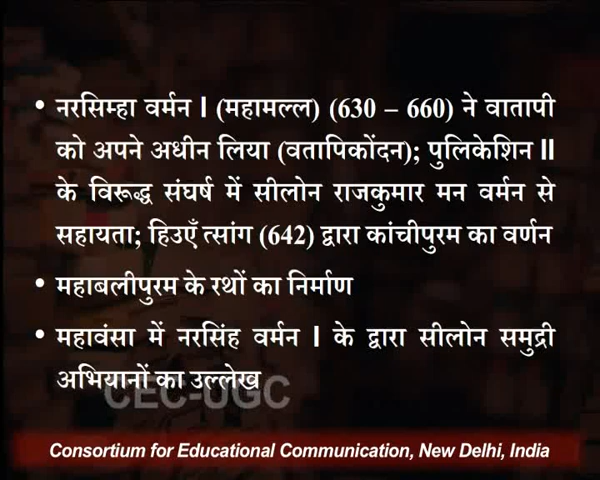 • नरसिम्हा वर्मन I (महामल्ल) (630 – 660) ने वातापी
को अपने अधीन लिया (वतापिकोंदन); पुलिकेशिन II
के विरूद्ध संघर्ष में सीलोन राजकुमार मन वर्मन से
सहायता; हिउएँ त्सांग (642) द्वारा कांचीपुरम का वर्णन
• महाबलीपुरम के रथों का निर्माण
• महावंसा में नरसिंह वर्मन I के द्वारा सीलोन समुद्री
अभियानों का उल्लेख
CEC-UGC
Consortium for Educational Communication, New Delhi, India